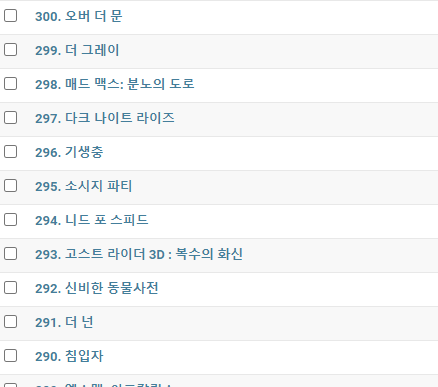 300. 오버 더 문
299. 더 그레이
298. 매드 맥스: 분노의 도로
297. 다크 나이트 라이즈
296. 기생충
295. 소시지 파티
294. 니드 포 스피드
293. 고스트 라이더 3D : 복수의 화신
292. 신비한 동물사전
291. 더 넌
290. 침입자